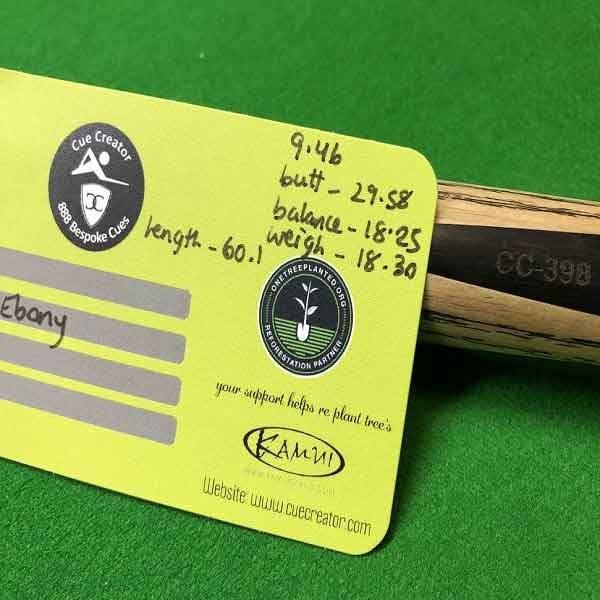 Cue Creator
888 Bespoke Cues
9.46
butt - 29.58
balance - 18.25
length - 60.1
weigh - 18.30
CC-390
Ebony
ONETREEPLANTED.ORG
REFORESTATION PARTNER
your support helps re plant tree's
KAMUI
Website: www.cuecreator.com